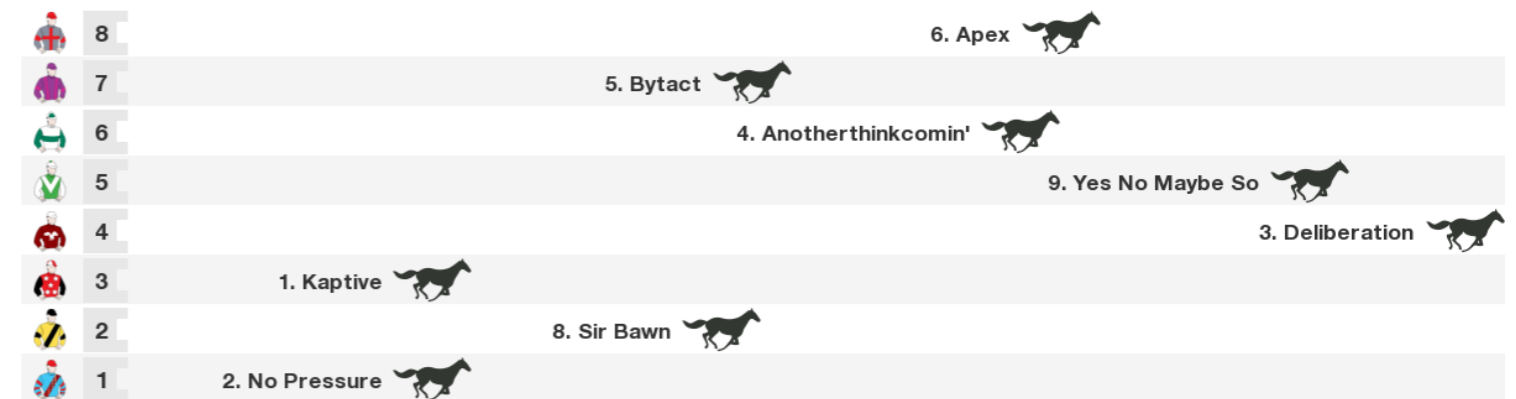 8 6. Apex
7 5. Bytact
6 4. Anotherthinkcomin'
5 9. Yes No Maybe So
4 3. Deliberation
3 1. Kaptive
2 8. Sir Bawn
1 2. No Pressure